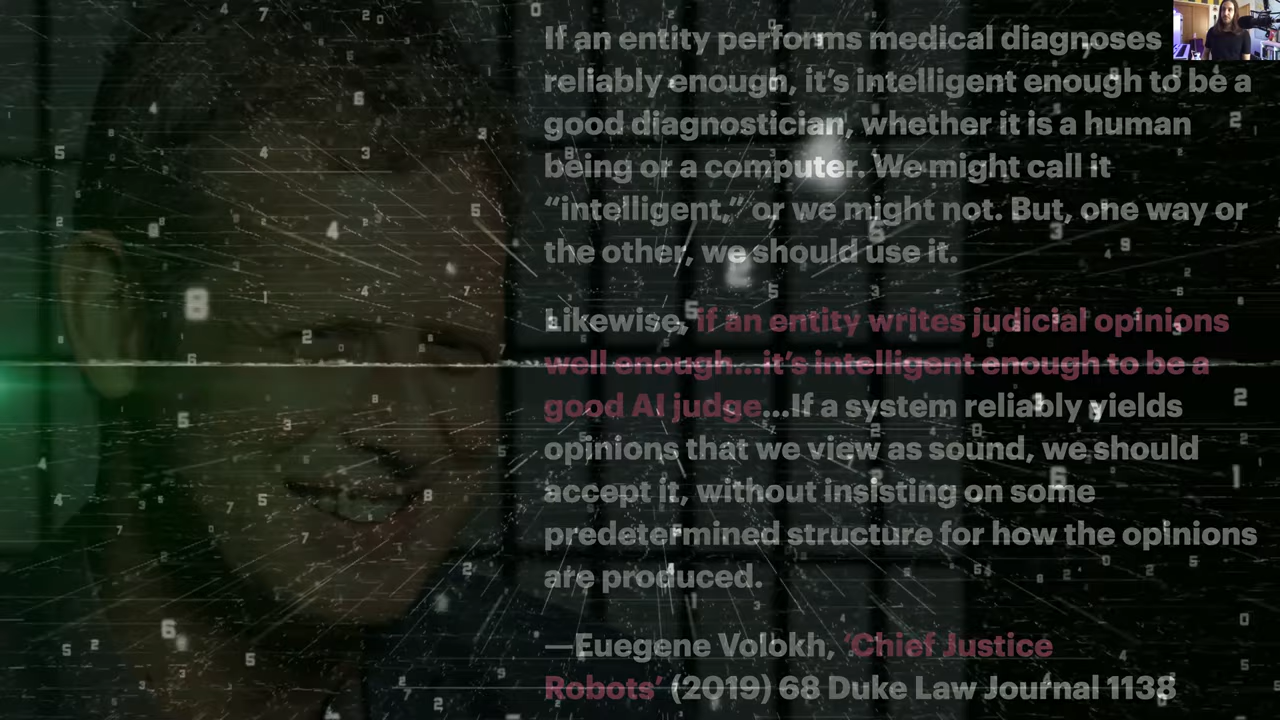 If an entity performs medical diagnoses
reliably enough, it’s intelligent enough to be a
good diagnostician, whether it is a human
being or a computer. We might call it
“intelligent,” or we might not. But, one way or
the other, we should use it.
Likewise, if an entity writes judicial opinions
well enough...it’s intelligent enough to be a
good AI judge...If a system reliably yields
opinions that we view as sound, we should
accept it, without insisting on some
predetermined structure for how the opinions
are produced.
—Euegene Volokh, ‘Chief Justice
Robots’ (2019) 68 Duke Law Journal 1138